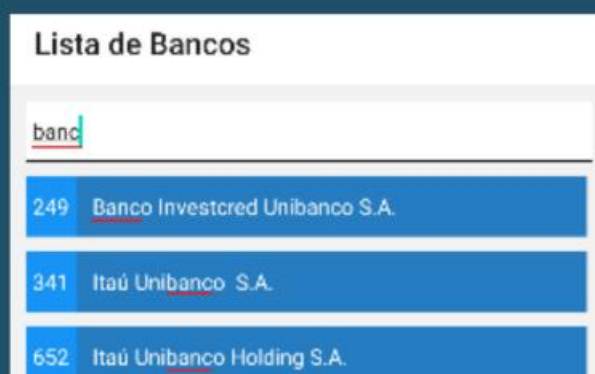 Lista de Bancos
banc
249 Banco Investcred Unibanco S.A.
341 Itaú Unibanco S.A.
652 Itaú Unibanco Holding S.A.